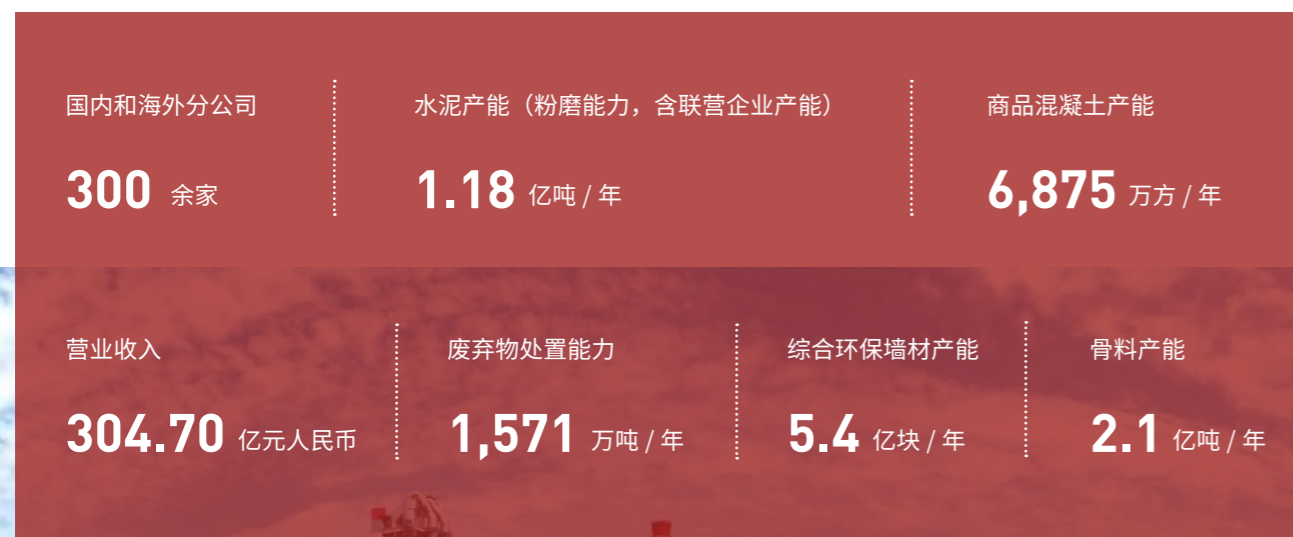 国内和海外分公司
水泥产能（粉磨能力，含联营企业产能）
商品混凝土产能
300 余家
1.18 亿吨 / 年
6,875 万方 / 年
营业收入
废弃物处置能力
综合环保墙材产能
骨料产能
304.70 亿元人民币
1,571 万吨 / 年
5.4 亿块 / 年
2.1 亿吨 / 年